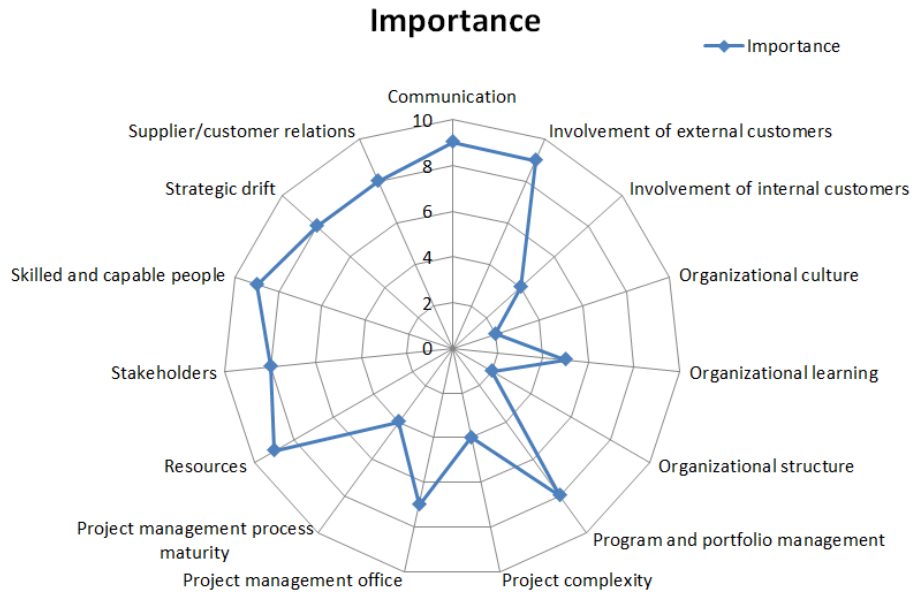 Importance
Importance
Communication
10
Supplier/customer relations
Involvement of external customers
8
Strategic drift
Involvement of internal customers
6
4
Skilled and capable people
Organizational culture
2
0
Stakeholders
Organizational learning
Resources
Organizational structure
Project management process
maturity
Program and portfolio management
Project management office
Project complexity